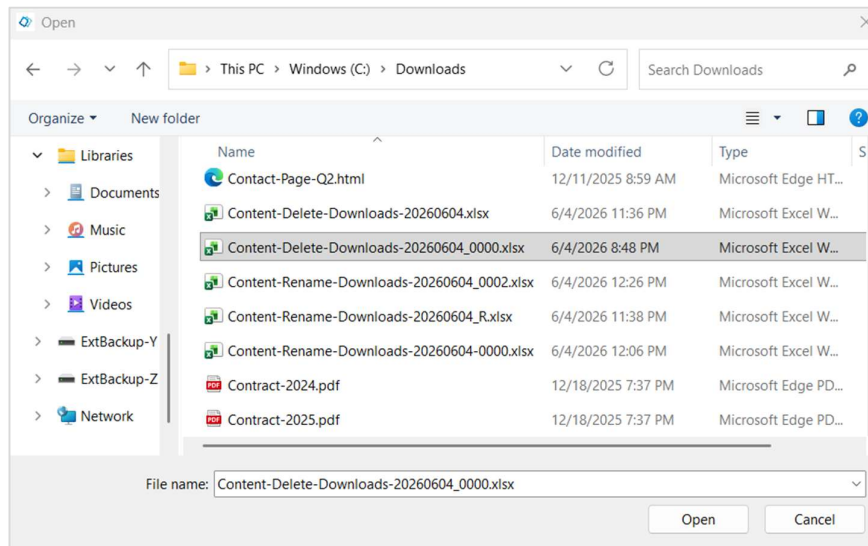 Open
This PC > Windows (C:) > Downloads
Search Downloads
Organize
New folder
Name Date modified Type S
Libraries
Documents
Music
Pictures
Videos
ExtBackup-Y
ExtBackup-Z
Network
Contact-Page-Q2.html 12/11/2025 8:59 AM Microsoft Edge HT...
Content-Delete-Downloads-20260604.xlsx 6/4/2026 11:36 PM Microsoft Excel W...
Content-Delete-Downloads-20260604_0000.xlsx 6/4/2026 8:48 PM Microsoft Excel W...
Content-Rename-Downloads-20260604_0002.xlsx 6/4/2026 12:26 PM Microsoft Excel W...
Content-Rename-Downloads-20260604_R.xlsx 6/4/2026 11:38 PM Microsoft Excel W...
Content-Rename-Downloads-20260604-0000.xlsx 6/4/2026 12:06 PM Microsoft Excel W...
PDF Contract-2024.pdf 12/18/2025 7:37 PM Microsoft Edge PD...
PDF Contract-2025.pdf 12/18/2025 7:37 PM Microsoft Edge PD...
File name: Content-Delete-Downloads-20260604_0000.xlsx
Open
Cancel